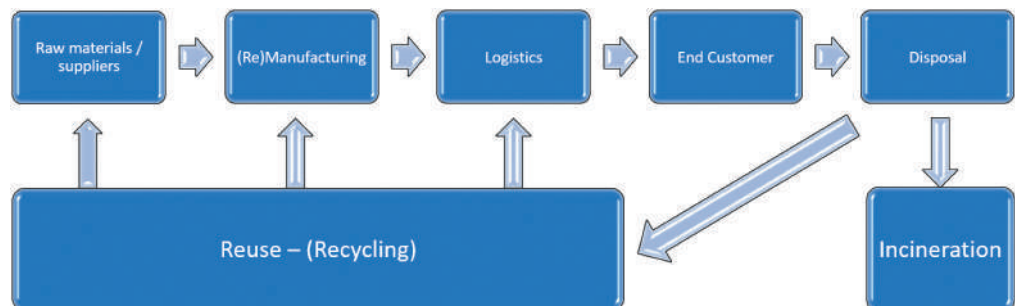 Raw materials /
suppliers
(Re)Manufacturing
Logistics
End Customer
Disposal
Reuse – (Recycling)
Incineration